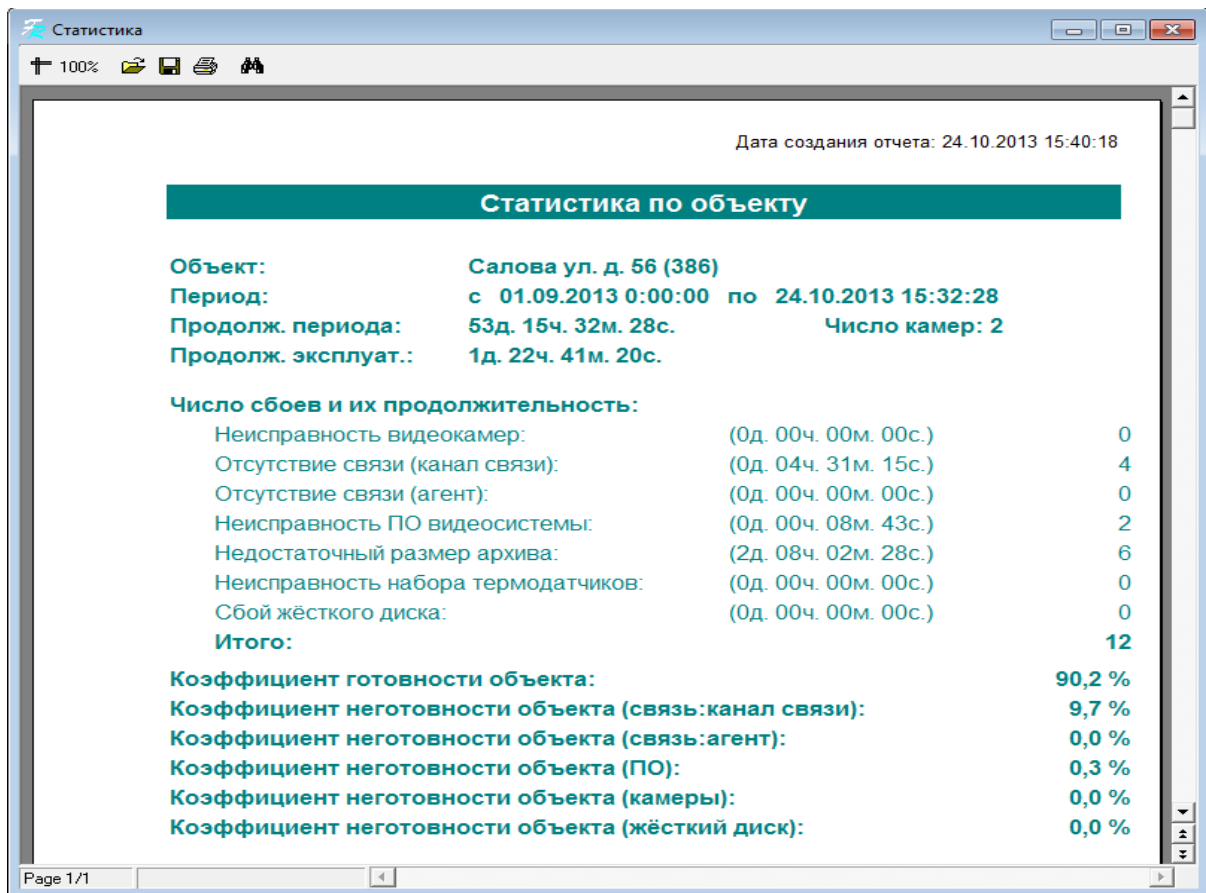 Статистика
100%
Дата создания отчета: 24.10.2013 15:40:18
Статистика по объекту
Объект: Салова ул. д. 56 (386)
Период: с 01.09.2013 0:00:00 по 24.10.2013 15:32:28
Продолж. периода: 53д. 15ч. 32м. 28с. Число камер: 2
Продолж. эксплуат.: 1д. 22ч. 41м. 20с.
Число сбоев и их продолжительность:
Неисправность видеокамер: (0д. 00ч. 00м. 00с.) 0
Отсутствие связи (канал связи): (0д. 04ч. 31м. 15с.) 4
Отсутствие связи (агент): (0д. 00ч. 00м. 00с.) 0
Неисправность ПО видеосистемы: (0д. 00ч. 08м. 43с.) 2
Недостаточный размер архива: (2д. 08ч. 02м. 28с.) 6
Неисправность набора термодатчиков: (0д. 00ч. 00м. 00с.) 0
Сбой жёсткого диска: (0д. 00ч. 00м. 00с.) 0
Итого: 12
Коэффициент готовности объекта: 90,2 %
Коэффициент неготовности объекта (связь:канал связи): 9,7 %
Коэффициент неготовности объекта (связь:агент): 0,0 %
Коэффициент неготовности объекта (ПО): 0,3 %
Коэффициент неготовности объекта (камеры): 0,0 %
Коэффициент неготовности объекта (жёсткий диск): 0,0 %
Page 1/1